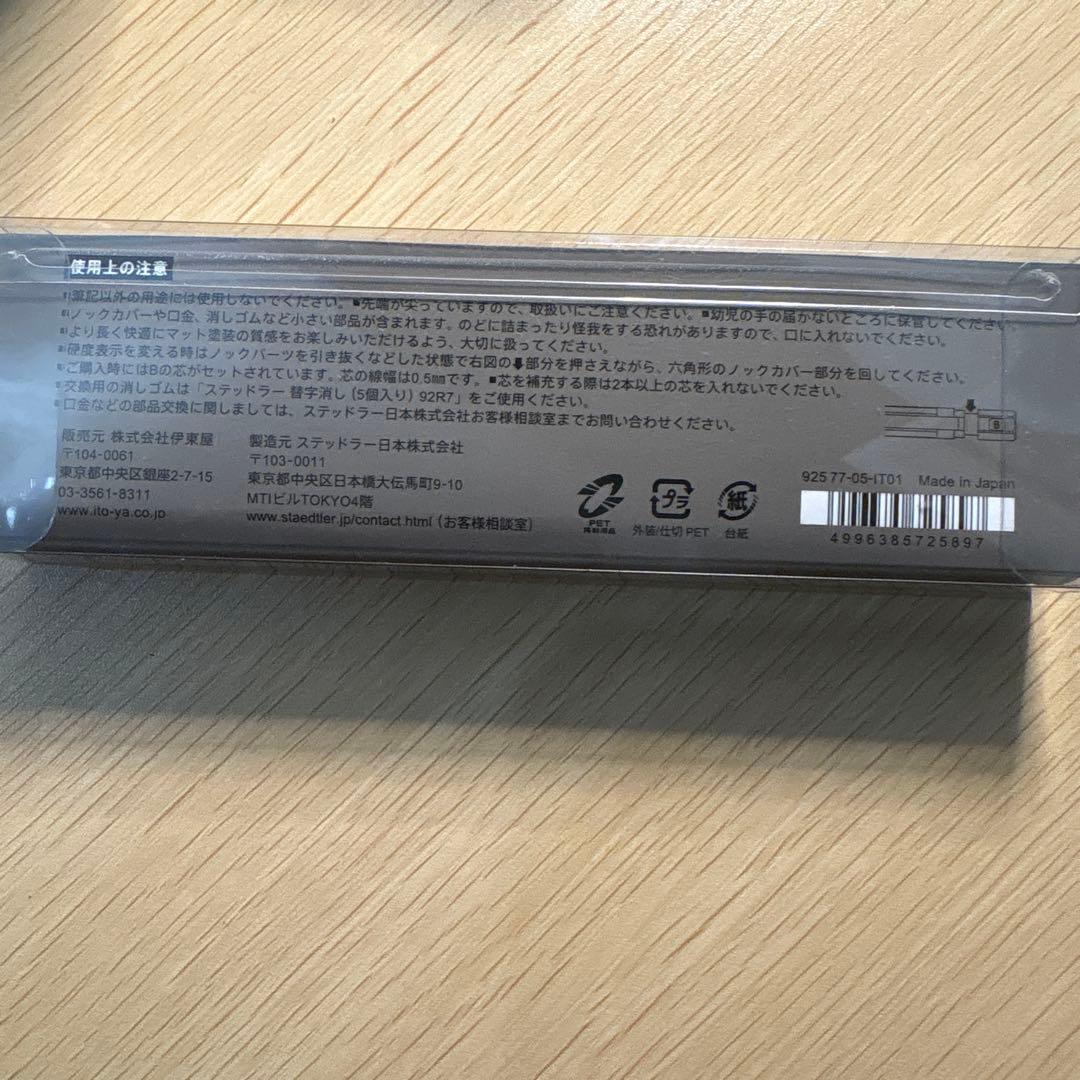 使用上の注意
■筆記以外の用途には使用しないでください。■先端が尖っていますので、取扱いにご注意ください。■幼児の手の届かないところに保管してください。
■ノックカバーや口金、消しゴムなど小さい部品が含まれます。のどに詰まったり怪我をする恐れがありますので、口に入れないでください。
■より長く快適にマット塗装の質感をお楽しみいただけるよう、大切に扱ってください。
■硬度表示を変える時はノックパーツを引き抜くなどした状態で右図の⬇部分を押さえながら、六角形のノックカバー部分を回してください。
■ご購入時にはBの芯がセットされています。芯の線幅は0.5mmです。■芯を補充する際は2本以上の芯を入れないでください。
■交換用の消しゴムは「ステッドラー 替字消し (5個入り) 92R7」をご使用ください。
■口金などの部品交換に関しましては、ステッドラー日本株式会社お客様相談室までお問い合わせください。
B
販売元 株式会社伊東屋
〒104-0061
東京都中央区銀座2-7-15
03-3561-8311
www.ito-ya.co.jp
製造元 ステッドラー日本株式会社
〒103-0011
東京都中央区日本橋大伝馬町9-10
MTIビルTOKYO4階
www.staedtler.jp/contact.html (お客様相談室)
PET
プラ
外装/仕切 PET
紙
台紙
925 77-05-IT01 Made in Japan
4996385725897